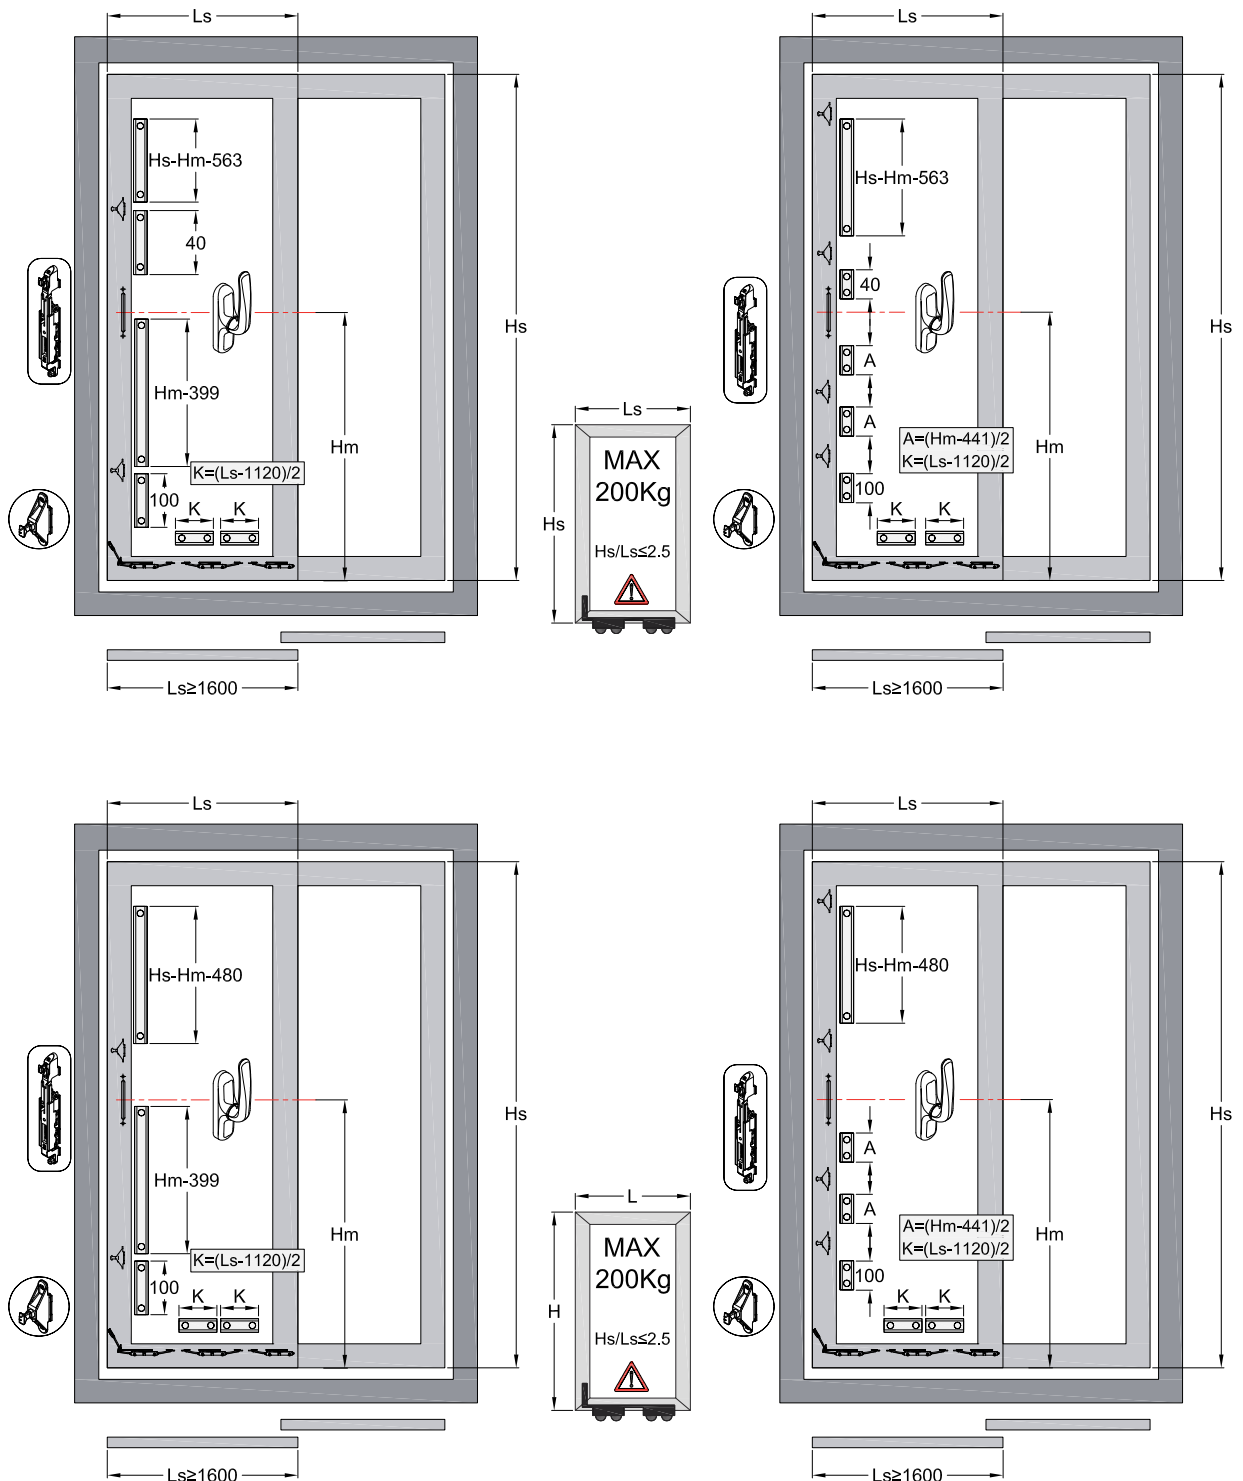 Ls
Hs-Hm-563
40
Hs
Hm-399
Hm
K=(Ls-1120)/2
100
K K
Ls≥1600
Ls
Hs
MAX
200Kg
Hs/Ls≤2.5
Ls
Hs-Hm-563
40
Hs
A
A
Hm
A=(Hm-441)/2
K=(Ls-1120)/2
100
K K
Ls≥1600
Ls
Hs-Hm-480
Hs
Hm-399
Hm
K=(Ls-1120)/2
100
K K
Ls≥1600
L
H
MAX
200Kg
Hs/Ls≤2.5
Ls
Hs-Hm-480
Hs
A
A
Hm
A=(Hm-441)/2
K=(Ls-1120)/2
100
K K
Ls≥1600